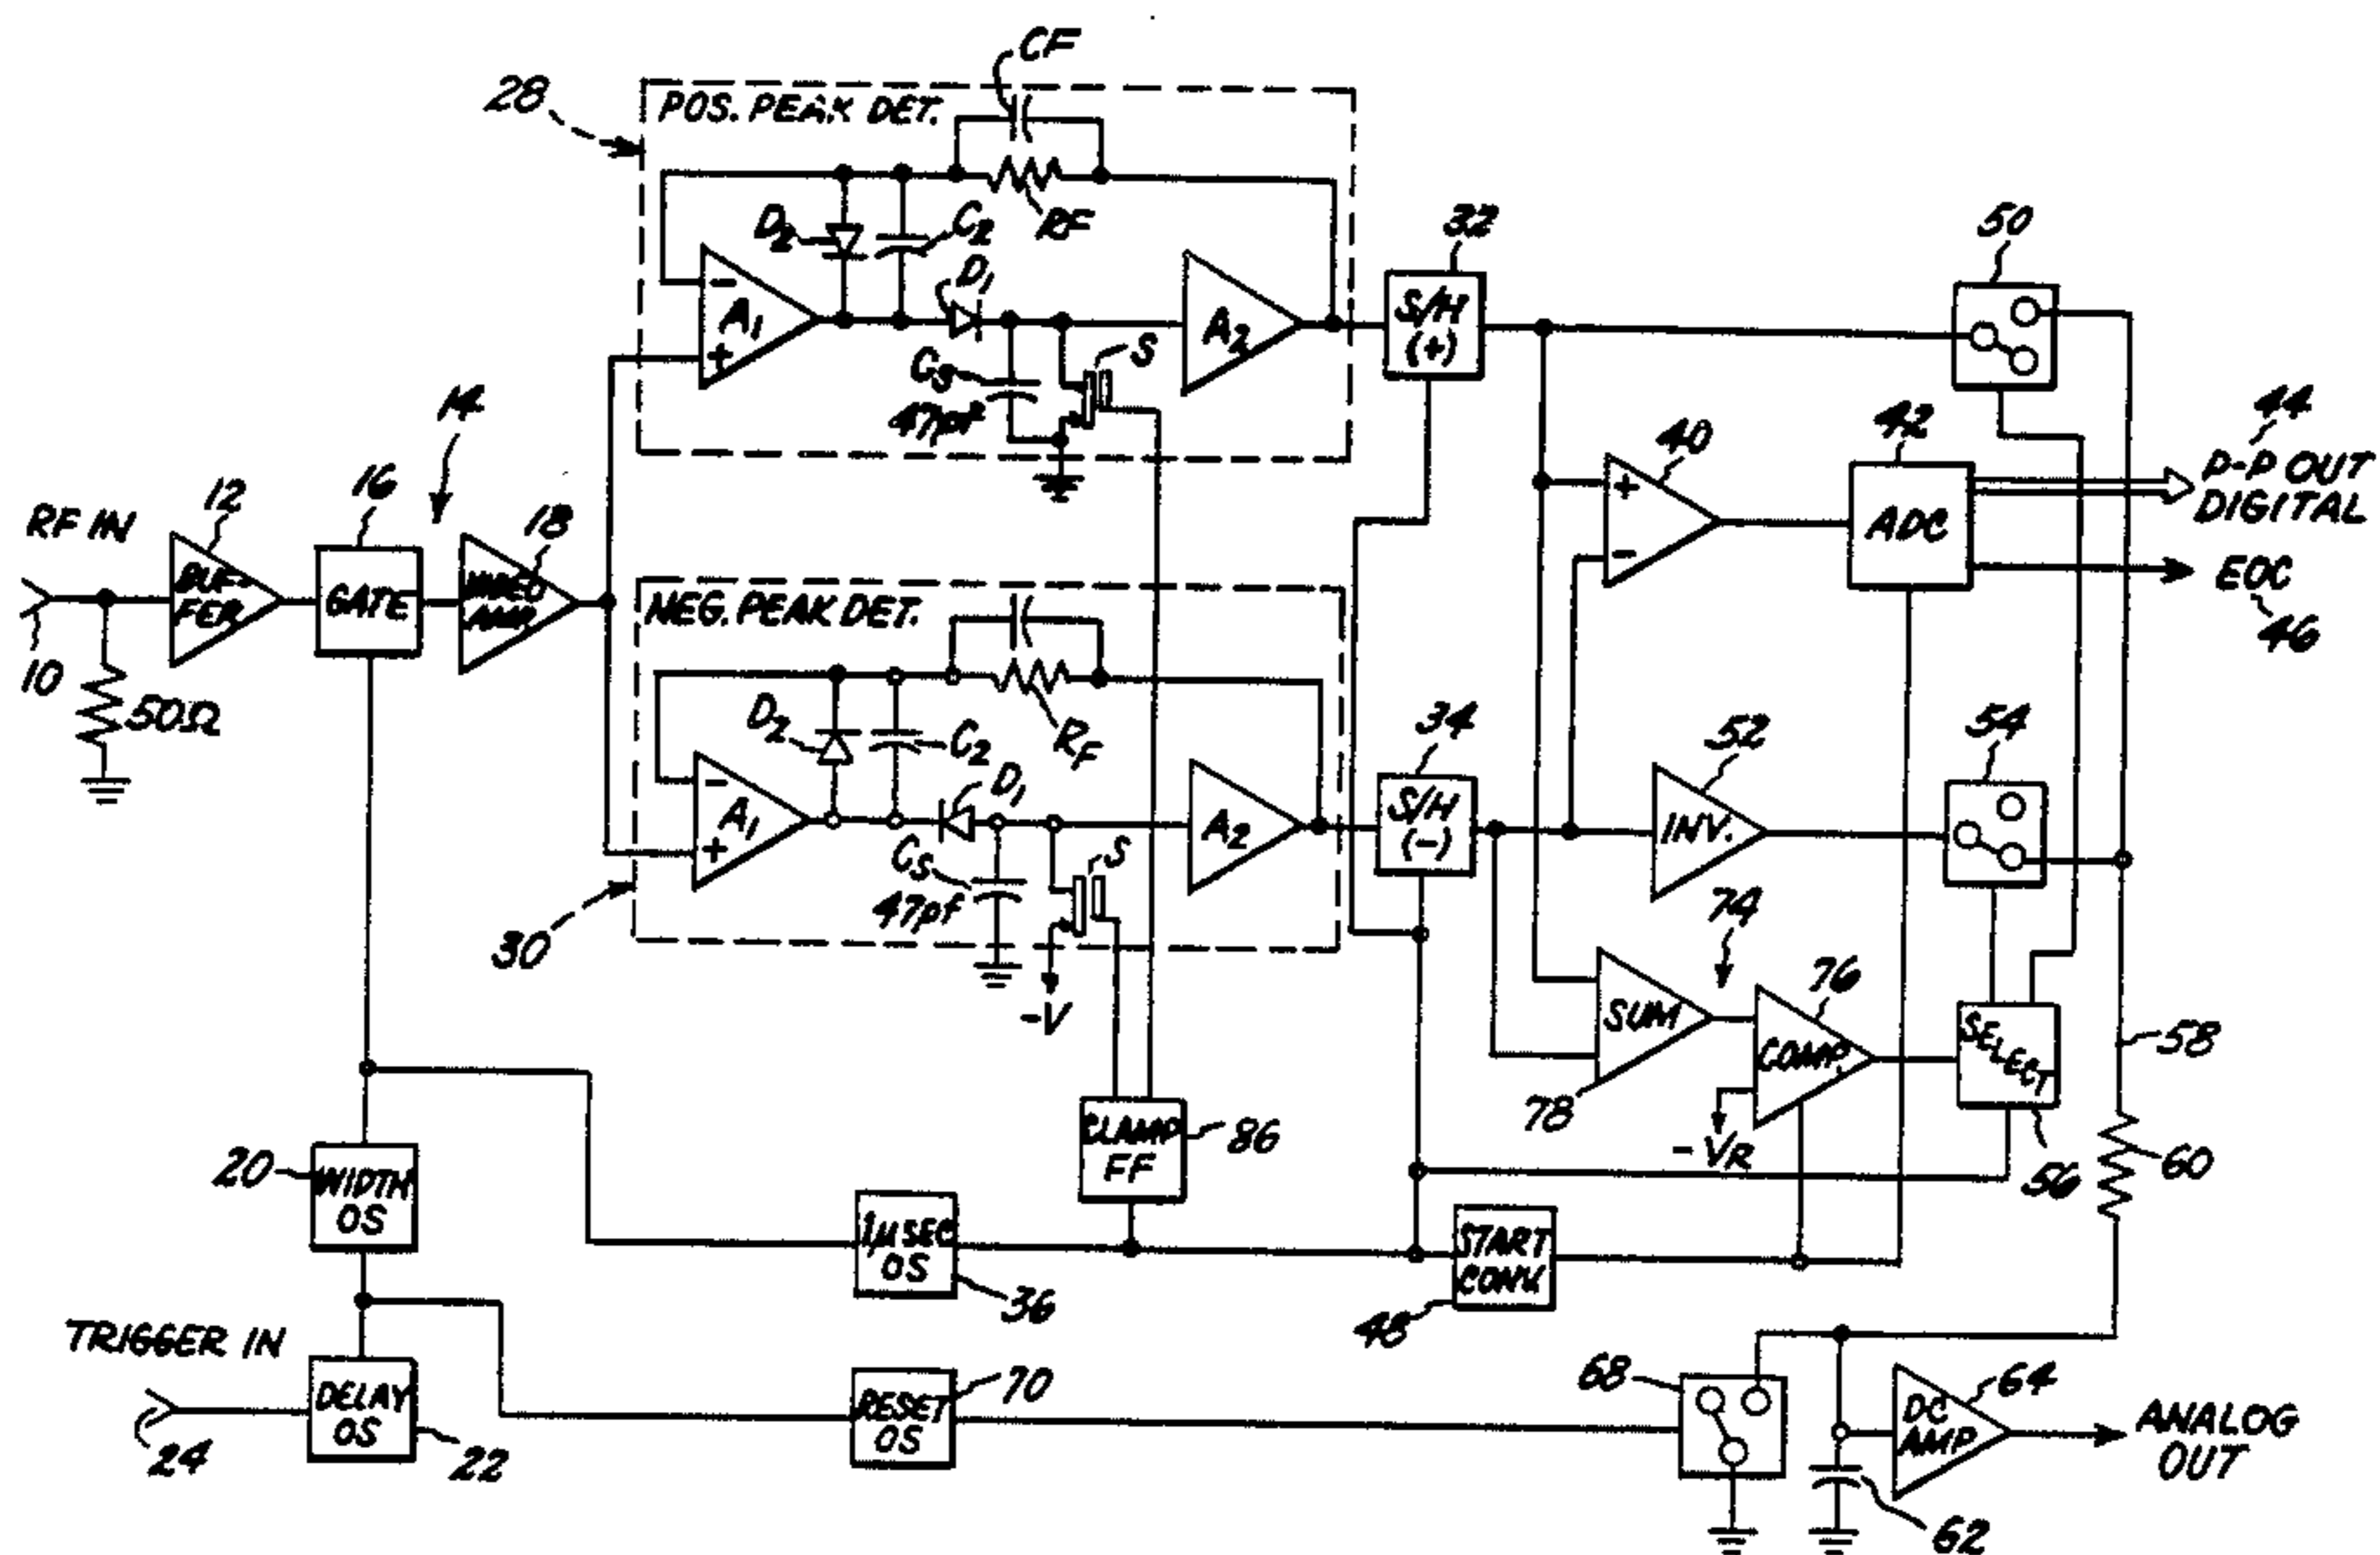 CF
28
POS. PEAK DET.
D2
C2
RF
D1
A1
-
+
CS
47pf
S
A2
32
S/H
(+)
50
14
16
12
RF IN
BUF-
FER
GATE
18
VIDEO
AMP
10
50Ω
40
+
-
42
ADC
44
P-P OUT
DIGITAL
EOC
46
NEG. PEAK DET.
D2
C2
RF
D1
A1
-
+
CS
47pf
S
A2
-V
30
34
S/H
(-)
52
INV.
54
74
SUM
78
76
COMP.
-VR
SELECT
56
58
60
CLAMP
FF
86
20
WIDTH
OS
1µSEC
OS
36
START
CONV.
48
TRIGGER IN
24
DELAY
OS
22
RESET
OS
70
68
DC
AMP
64
ANALOG
OUT
62